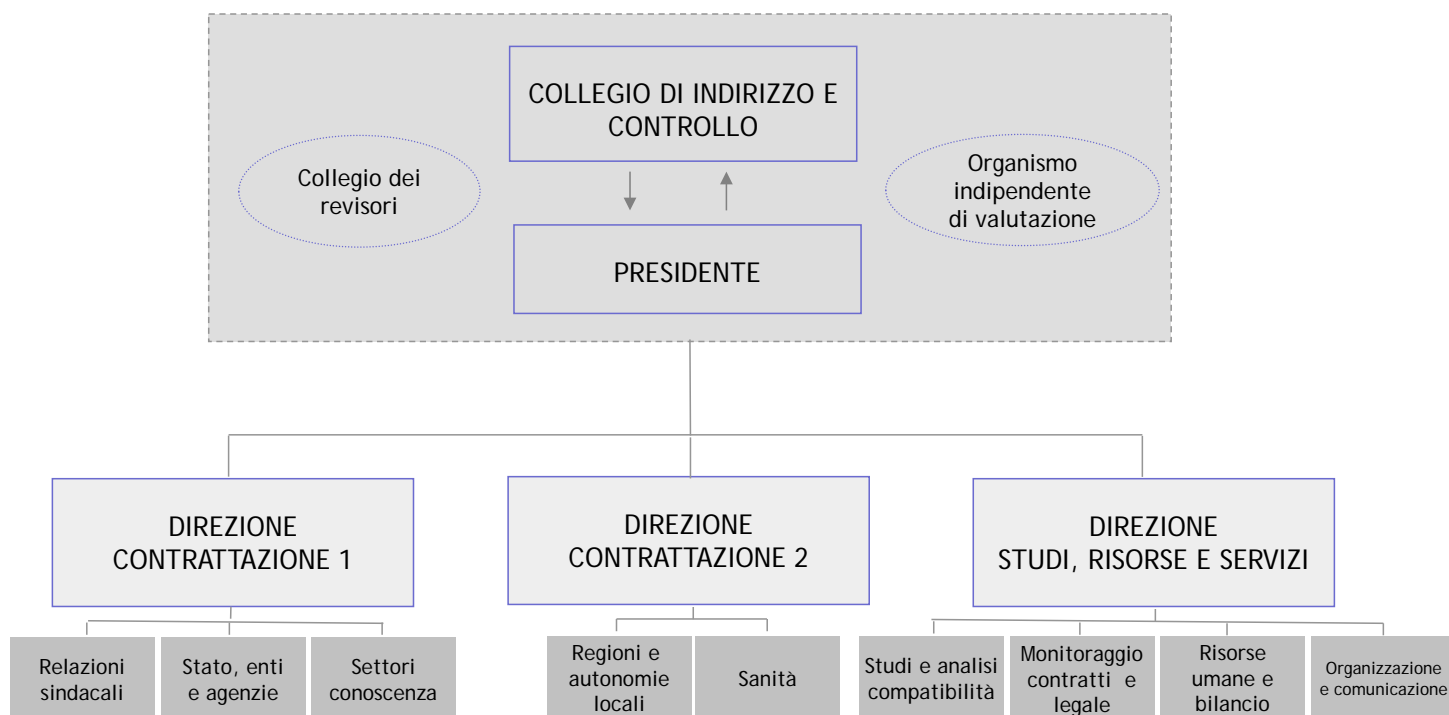 COLLEGIO DI INDIRIZZO E
CONTROLLO
Collegio dei
revisori
Organismo
indipendente
di valutazione
PRESIDENTE
DIREZIONE
CONTRATTAZIONE 1
DIREZIONE
CONTRATTAZIONE 2
DIREZIONE
STUDI, RISORSE E SERVIZI
Relazioni
sindacali
Stato, enti
e agenzie
Settori
conoscenza
Regioni e
autonomie
locali
Sanità
Studi e analisi
compatibilità
Monitoraggio
contratti e
legale
Risorse
umane e
bilancio
Organizzazione
e comunicazione